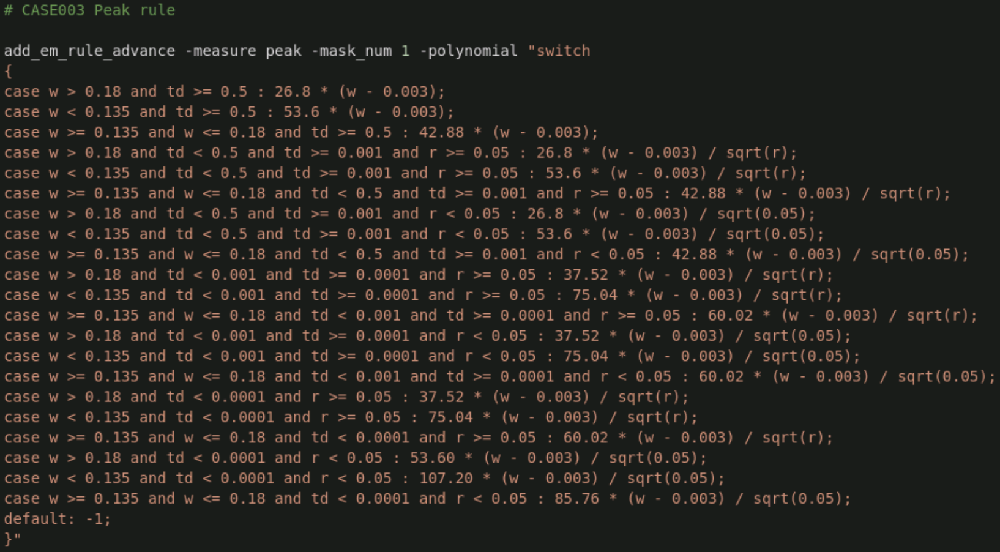 # CASE003 Peak rule
add_em_rule_advance -measure peak -mask_num 1 -polynomial "switch
{
case w > 0.18 and td >= 0.5 : 26.8 * (w - 0.003);
case w < 0.135 and td >= 0.5 : 53.6 * (w - 0.003);
case w >= 0.135 and w <= 0.18 and td >= 0.5 : 42.88 * (w - 0.003);
case w > 0.18 and td < 0.5 and td >= 0.001 and r >= 0.05 : 26.8 * (w - 0.003) / sqrt(r);
case w < 0.135 and td < 0.5 and td >= 0.001 and r >= 0.05 : 53.6 * (w - 0.003) / sqrt(r);
case w >= 0.135 and w <= 0.18 and td < 0.5 and td >= 0.001 and r >= 0.05 : 42.88 * (w - 0.003) / sqrt(r);
case w > 0.18 and td < 0.5 and td >= 0.001 and r < 0.05 : 26.8 * (w - 0.003) / sqrt(0.05);
case w < 0.135 and td < 0.5 and td >= 0.001 and r < 0.05 : 53.6 * (w - 0.003) / sqrt(0.05);
case w >= 0.135 and w <= 0.18 and td < 0.5 and td >= 0.001 and r < 0.05 : 42.88 * (w - 0.003) / sqrt(0.05);
case w > 0.18 and td < 0.001 and td >= 0.0001 and r >= 0.05 : 37.52 * (w - 0.003) / sqrt(r);
case w < 0.135 and td < 0.001 and td >= 0.0001 and r >= 0.05 : 75.04 * (w - 0.003) / sqrt(r);
case w >= 0.135 and w <= 0.18 and td < 0.001 and td >= 0.0001 and r >= 0.05 : 60.02 * (w - 0.003) / sqrt(r);
case w > 0.18 and td < 0.001 and td >= 0.0001 and r < 0.05 : 37.52 * (w - 0.003) / sqrt(0.05);
case w < 0.135 and td < 0.001 and td >= 0.0001 and r < 0.05 : 75.04 * (w - 0.003) / sqrt(0.05);
case w >= 0.135 and w <= 0.18 and td < 0.001 and td >= 0.0001 and r < 0.05 : 60.02 * (w - 0.003) / sqrt(0.05);
case w > 0.18 and td < 0.0001 and r >= 0.05 : 37.52 * (w - 0.003) / sqrt(r);
case w < 0.135 and td < 0.0001 and r >= 0.05 : 75.04 * (w - 0.003) / sqrt(r);
case w >= 0.135 and w <= 0.18 and td < 0.0001 and r >= 0.05 : 60.02 * (w - 0.003) / sqrt(r);
case w > 0.18 and td < 0.0001 and r < 0.05 : 53.60 * (w - 0.003) / sqrt(0.05);
case w < 0.135 and td < 0.0001 and r < 0.05 : 107.20 * (w - 0.003) / sqrt(0.05);
case w >= 0.135 and w <= 0.18 and td < 0.0001 and r < 0.05 : 85.76 * (w - 0.003) / sqrt(0.05);
default: -1;
}"